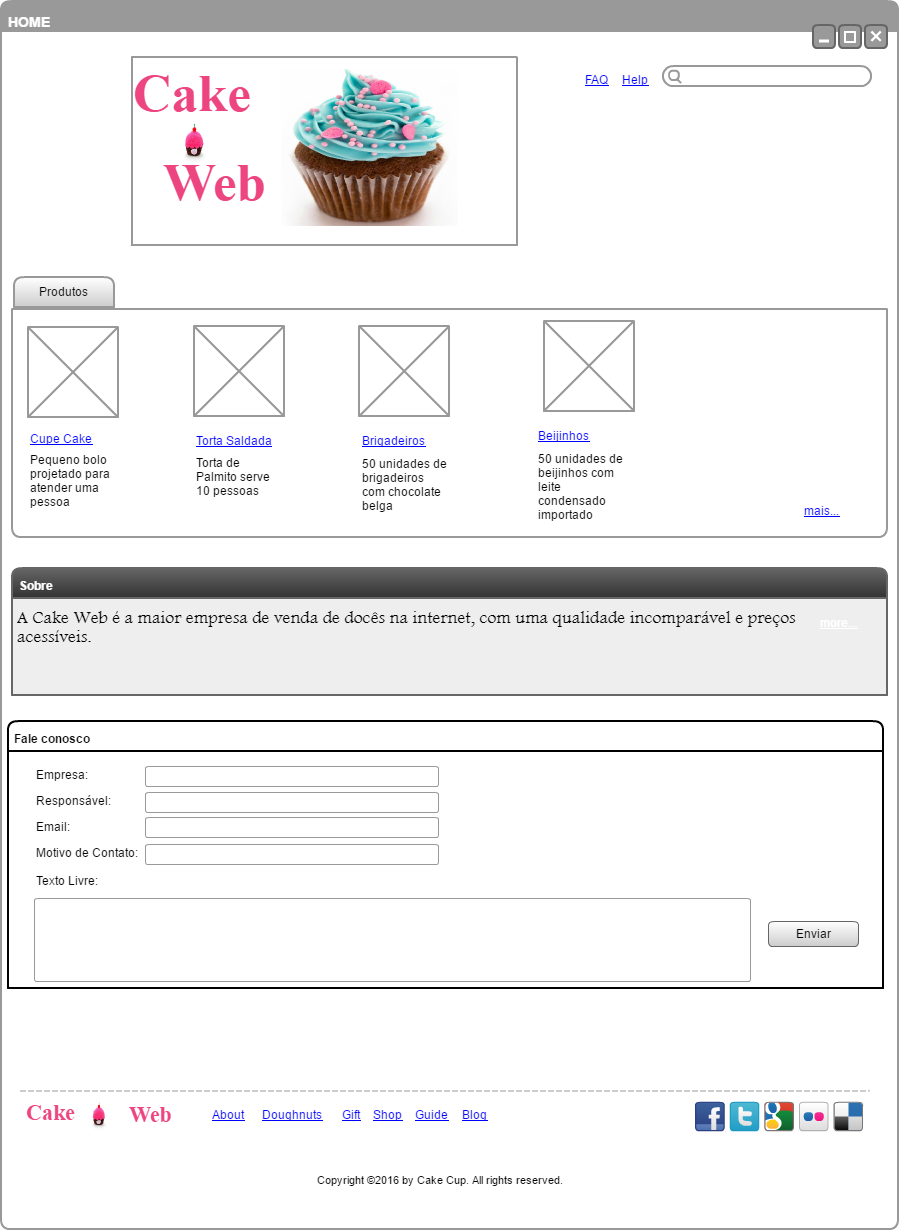 HOME
Cake
Web
FAQ Help
Produtos
Cupe Cake
Pequeno bolo
projetado para
atender uma
pessoa
Torta Saldada
Torta de
Palmito serve
10 pessoas
Brigadeiros
50 unidades de
brigadeiros
com chocolate
belga
Beijinhos
50 unidades de
beijinhos com
leite
condensado
importado
mais...
Sobre
A Cake Web é a maior empresa de venda de docês na internet, com uma qualidade incomparável e preços
acessíveis.
more...
Fale conosco
Empresa:
Responsável:
Email:
Motivo de Contato:
Texto Livre:
Enviar
Cake Web
About Doughnuts Gift Shop Guide Blog
Copyright ©2016 by Cake Cup. All rights reserved.